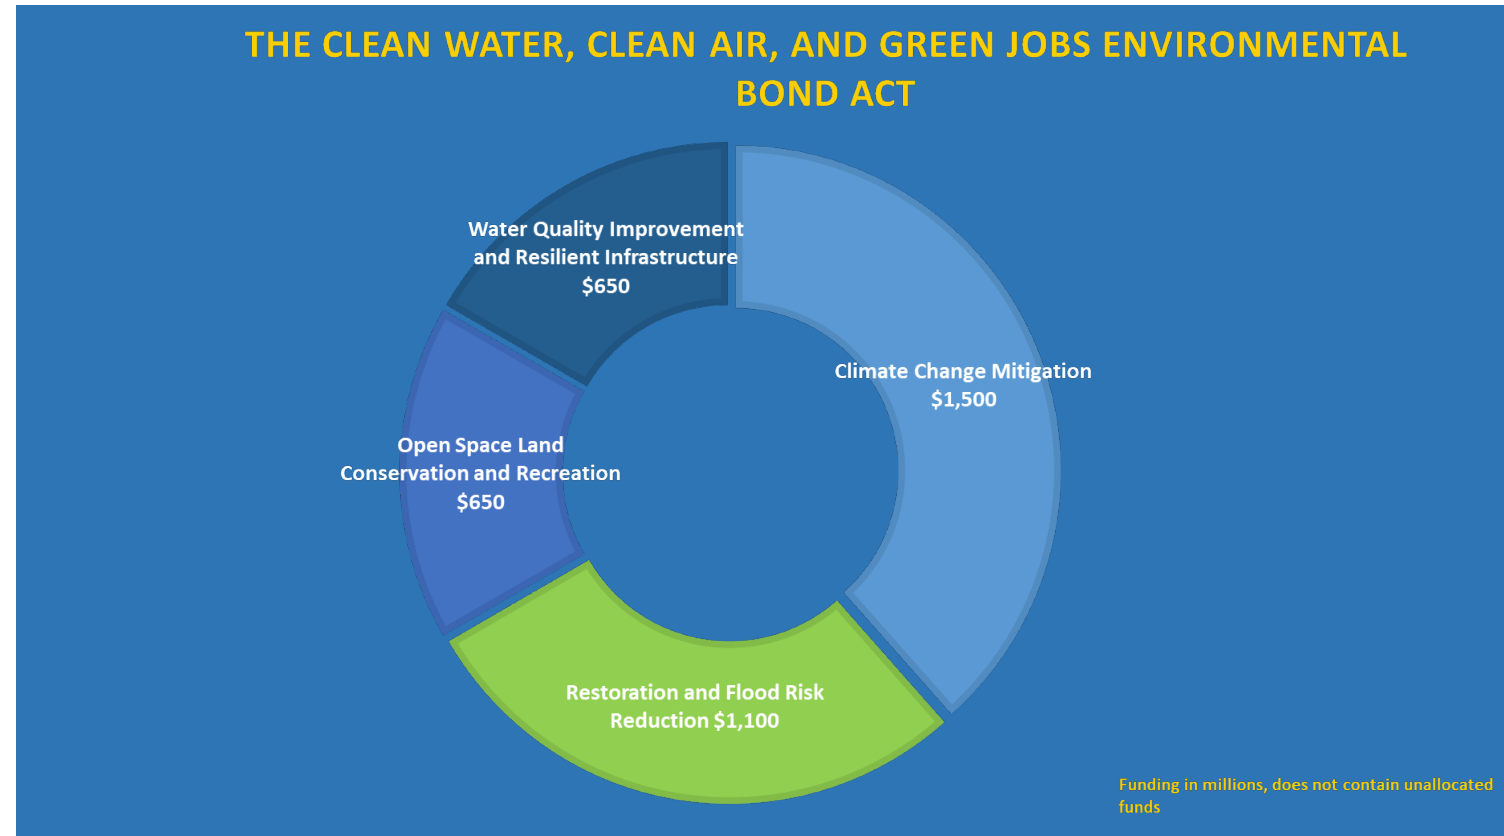 THE CLEAN WATER, CLEAN AIR, AND GREEN JOBS ENVIRONMENTAL
BOND ACT
Water Quality Improvement
and Resilient Infrastructure
$650
Climate Change Mitigation
$1,500
Open Space Land
Conservation and Recreation
$650
Restoration and Flood Risk
Reduction $1,100
Funding in millions, does not contain unallocated
funds